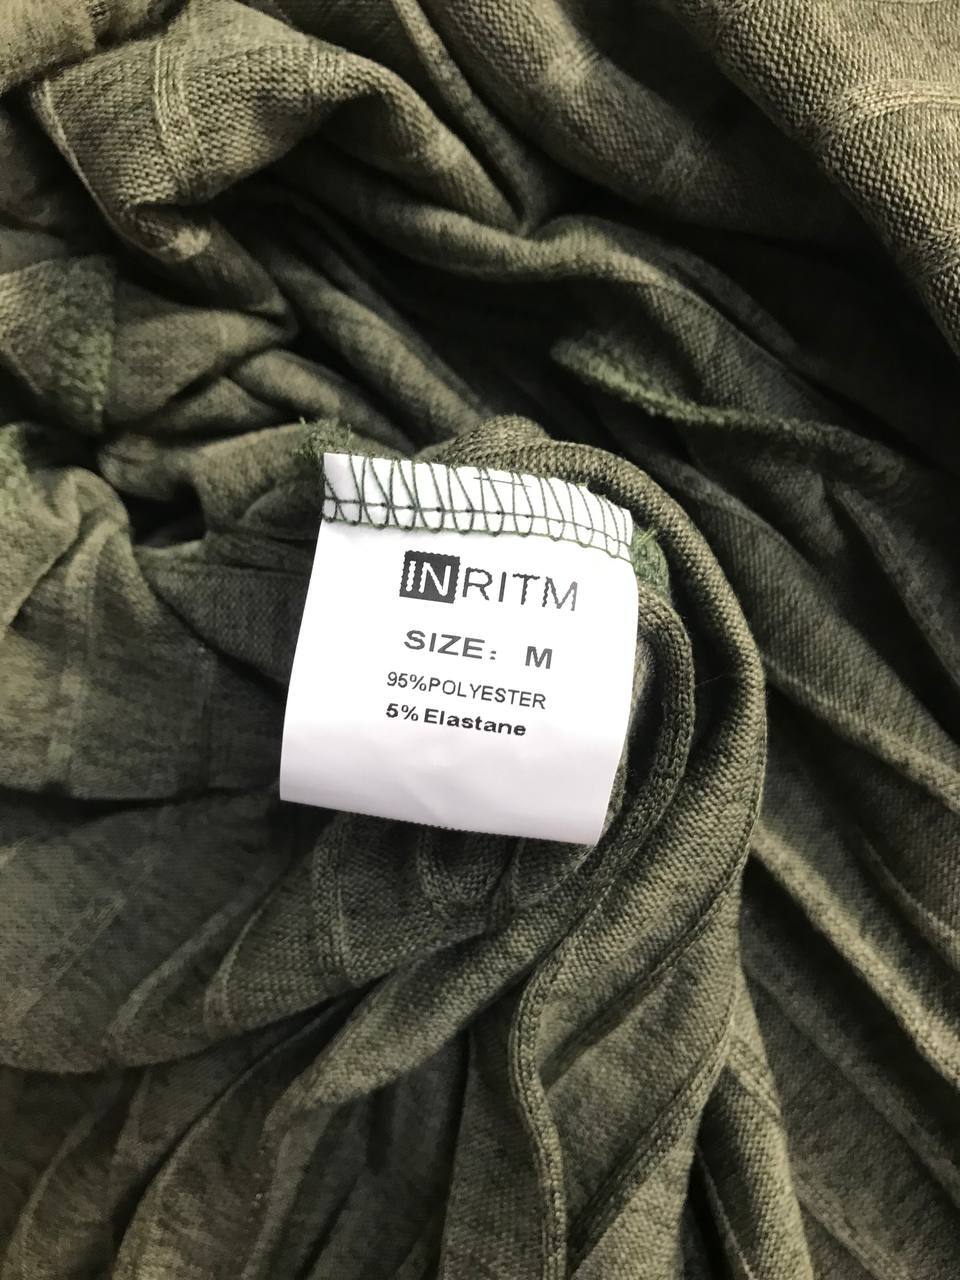 INRITM
SIZE: M
95%POLYESTER
5% Elastane